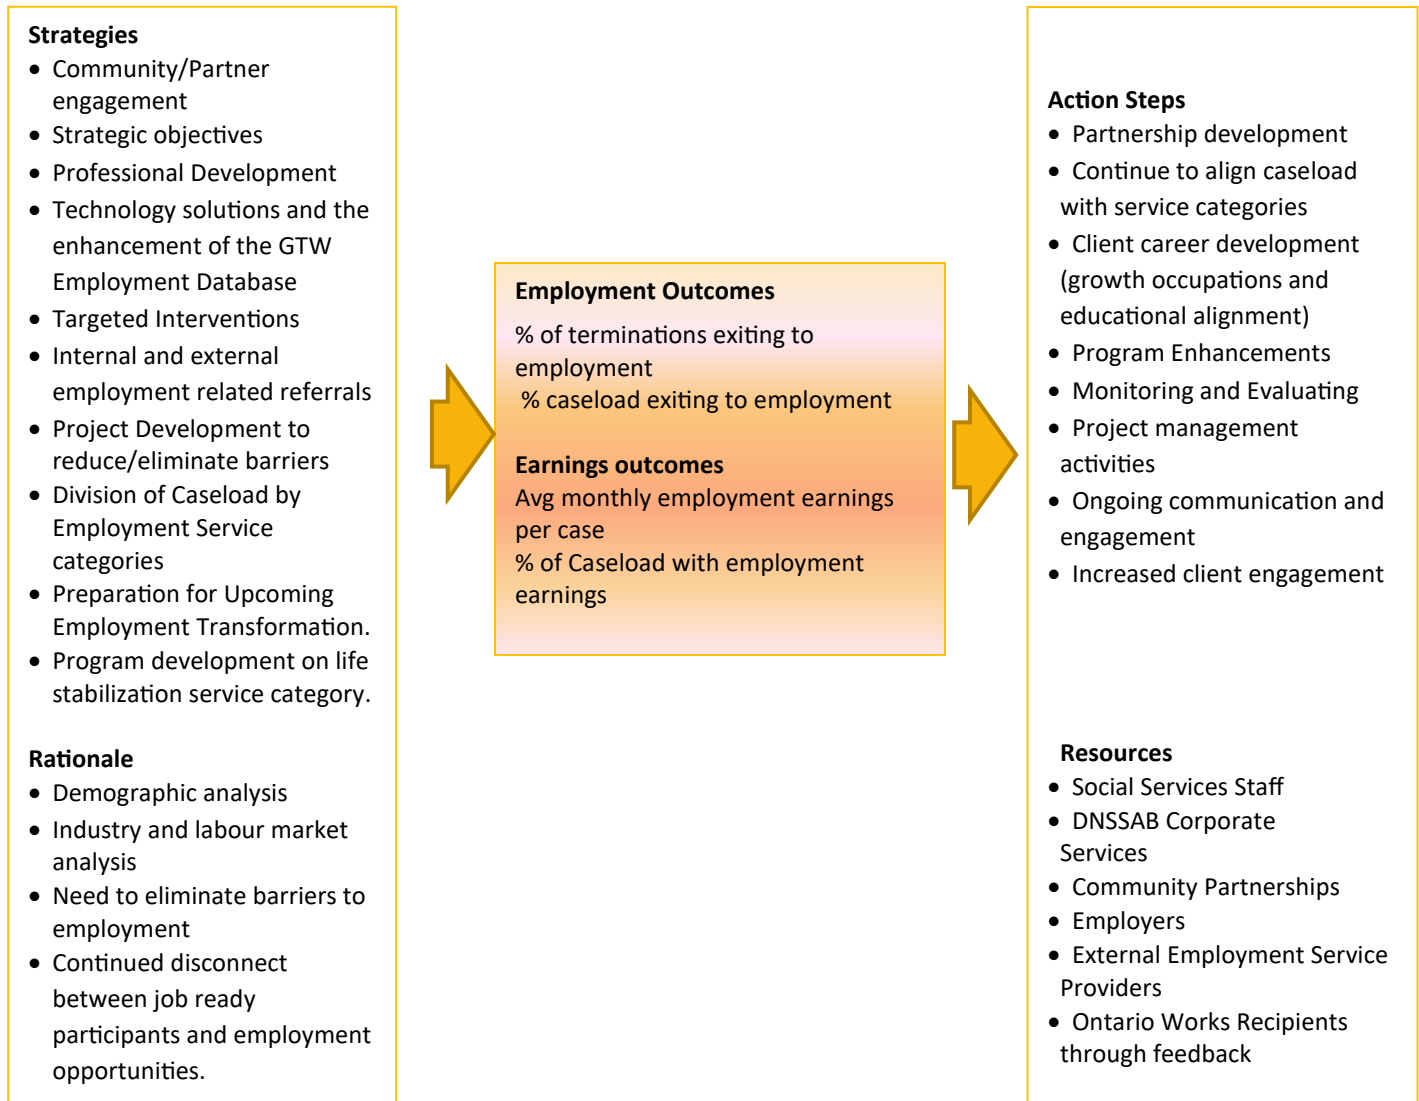 Strategies
• Community/Partner
engagement
• Strategic objectives
• Professional Development
• Technology solutions and the
enhancement of the GTW
Employment Database
• Targeted Interventions
• Internal and external
employment related referrals
• Project Development to
reduce/eliminate barriers
• Division of Caseload by
Employment Service
categories
• Preparation for Upcoming
Employment Transformation.
• Program development on life
stabilization service category.
Rationale
• Demographic analysis
• Industry and labour market
analysis
• Need to eliminate barriers to
employment
• Continued disconnect
between job ready
participants and employment
opportunities.
Employment Outcomes
% of terminations exiting to
employment
% caseload exiting to employment
Earnings outcomes
Avg monthly employment earnings
per case
% of Caseload with employment
earnings
Action Steps
• Partnership development
• Continue to align caseload
with service categories
• Client career development
(growth occupations and
educational alignment)
• Program Enhancements
• Monitoring and Evaluating
• Project management
activities
• Ongoing communication and
engagement
• Increased client engagement
Resources
• Social Services Staff
• DNSSAB Corporate
Services
• Community Partnerships
• Employers
• External Employment Service
Providers
• Ontario Works Recipients
through feedback